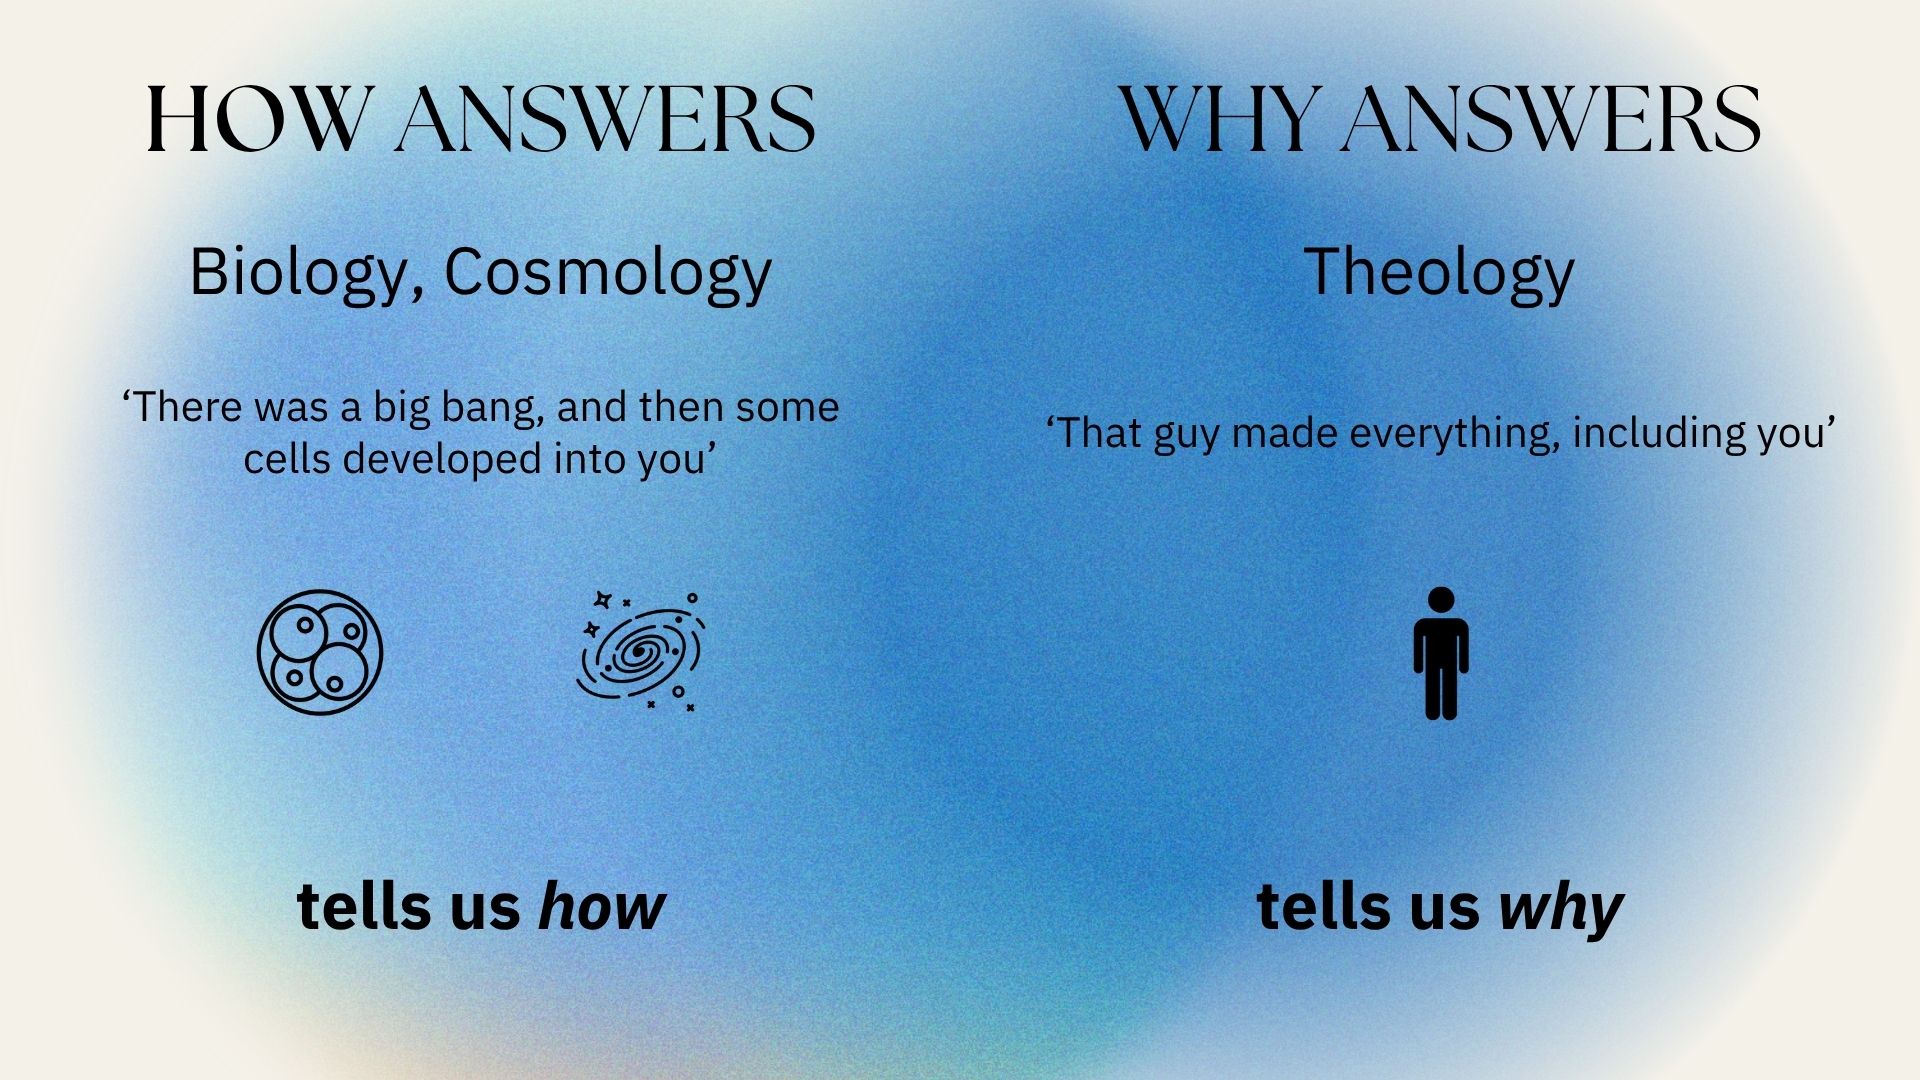 HOW ANSWERS
Biology, Cosmology
‘There was a big bang, and then some
cells developed into you’
tells us how
WHY ANSWERS
Theology
‘That guy made everything, including you’
tells us why